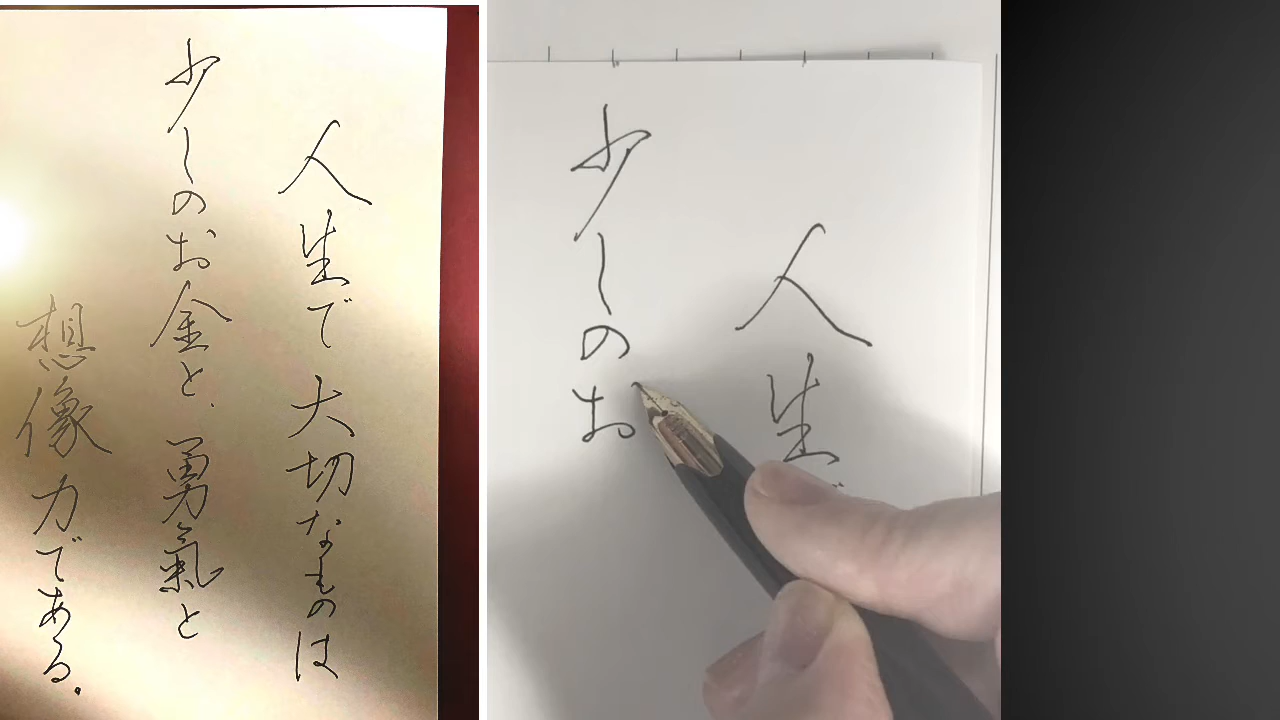 人生で大切なものは
少しのお金と、勇氣と
想像力である。
人生で
少しのお